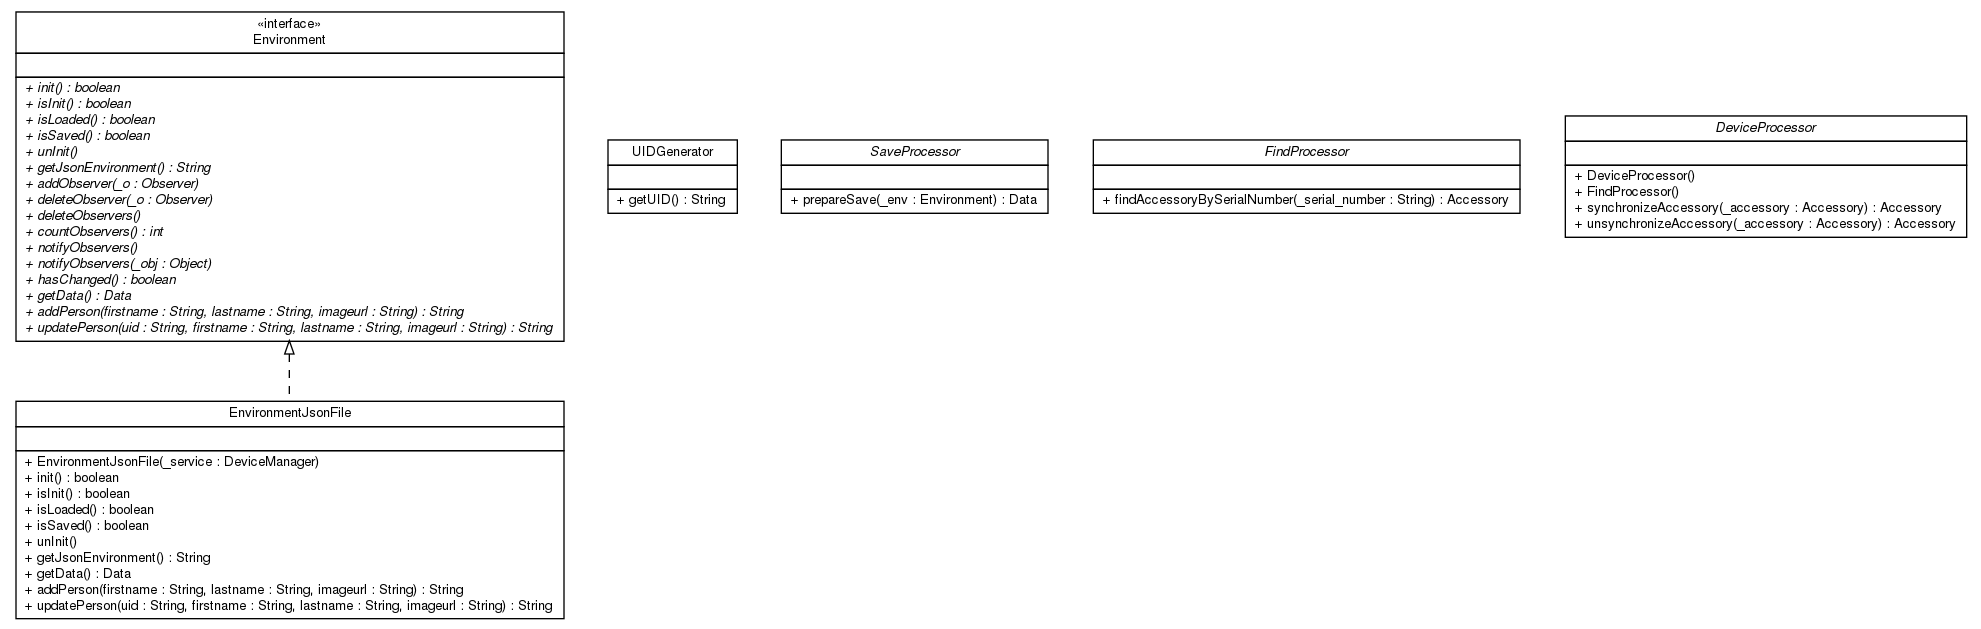 «interface»
Environment
+ init() : boolean
+ isInit() : boolean
+ isLoaded() : boolean
+ isSaved() : boolean
+ unInit()
+ getJsonEnvironment() : String
+ addObserver(_o : Observer)
+ deleteObserver(_o : Observer)
+ deleteObservers()
+ countObservers() : int
+ notifyObservers()
+ notifyObservers(_obj : Object)
+ hasChanged() : boolean
+ getData() : Data
+ addPerson(firstname : String, lastname : String, imageurl : String) : String
+ updatePerson(uid : String, firstname : String, lastname : String, imageurl : String) : String
EnvironmentJsonFile
+ EnvironmentJsonFile(_service : DeviceManager)
+ init() : boolean
+ isInit() : boolean
+ isLoaded() : boolean
+ isSaved() : boolean
+ unInit()
+ getJsonEnvironment() : String
+ getData() : Data
+ addPerson(firstname : String, lastname : String, imageurl : String) : String
+ updatePerson(uid : String, firstname : String, lastname : String, imageurl : String) : String
UIDGenerator
+ getUID() : String
SaveProcessor
+ prepareSave(_env : Environment) : Data
FindProcessor
+ findAccessoryBySerialNumber(_serial_number : String) : Accessory
DeviceProcessor
+ DeviceProcessor()
+ FindProcessor()
+ synchronizeAccessory(_accessory : Accessory) : Accessory
+ unsynchronizeAccessory(_accessory : Accessory) : Accessory